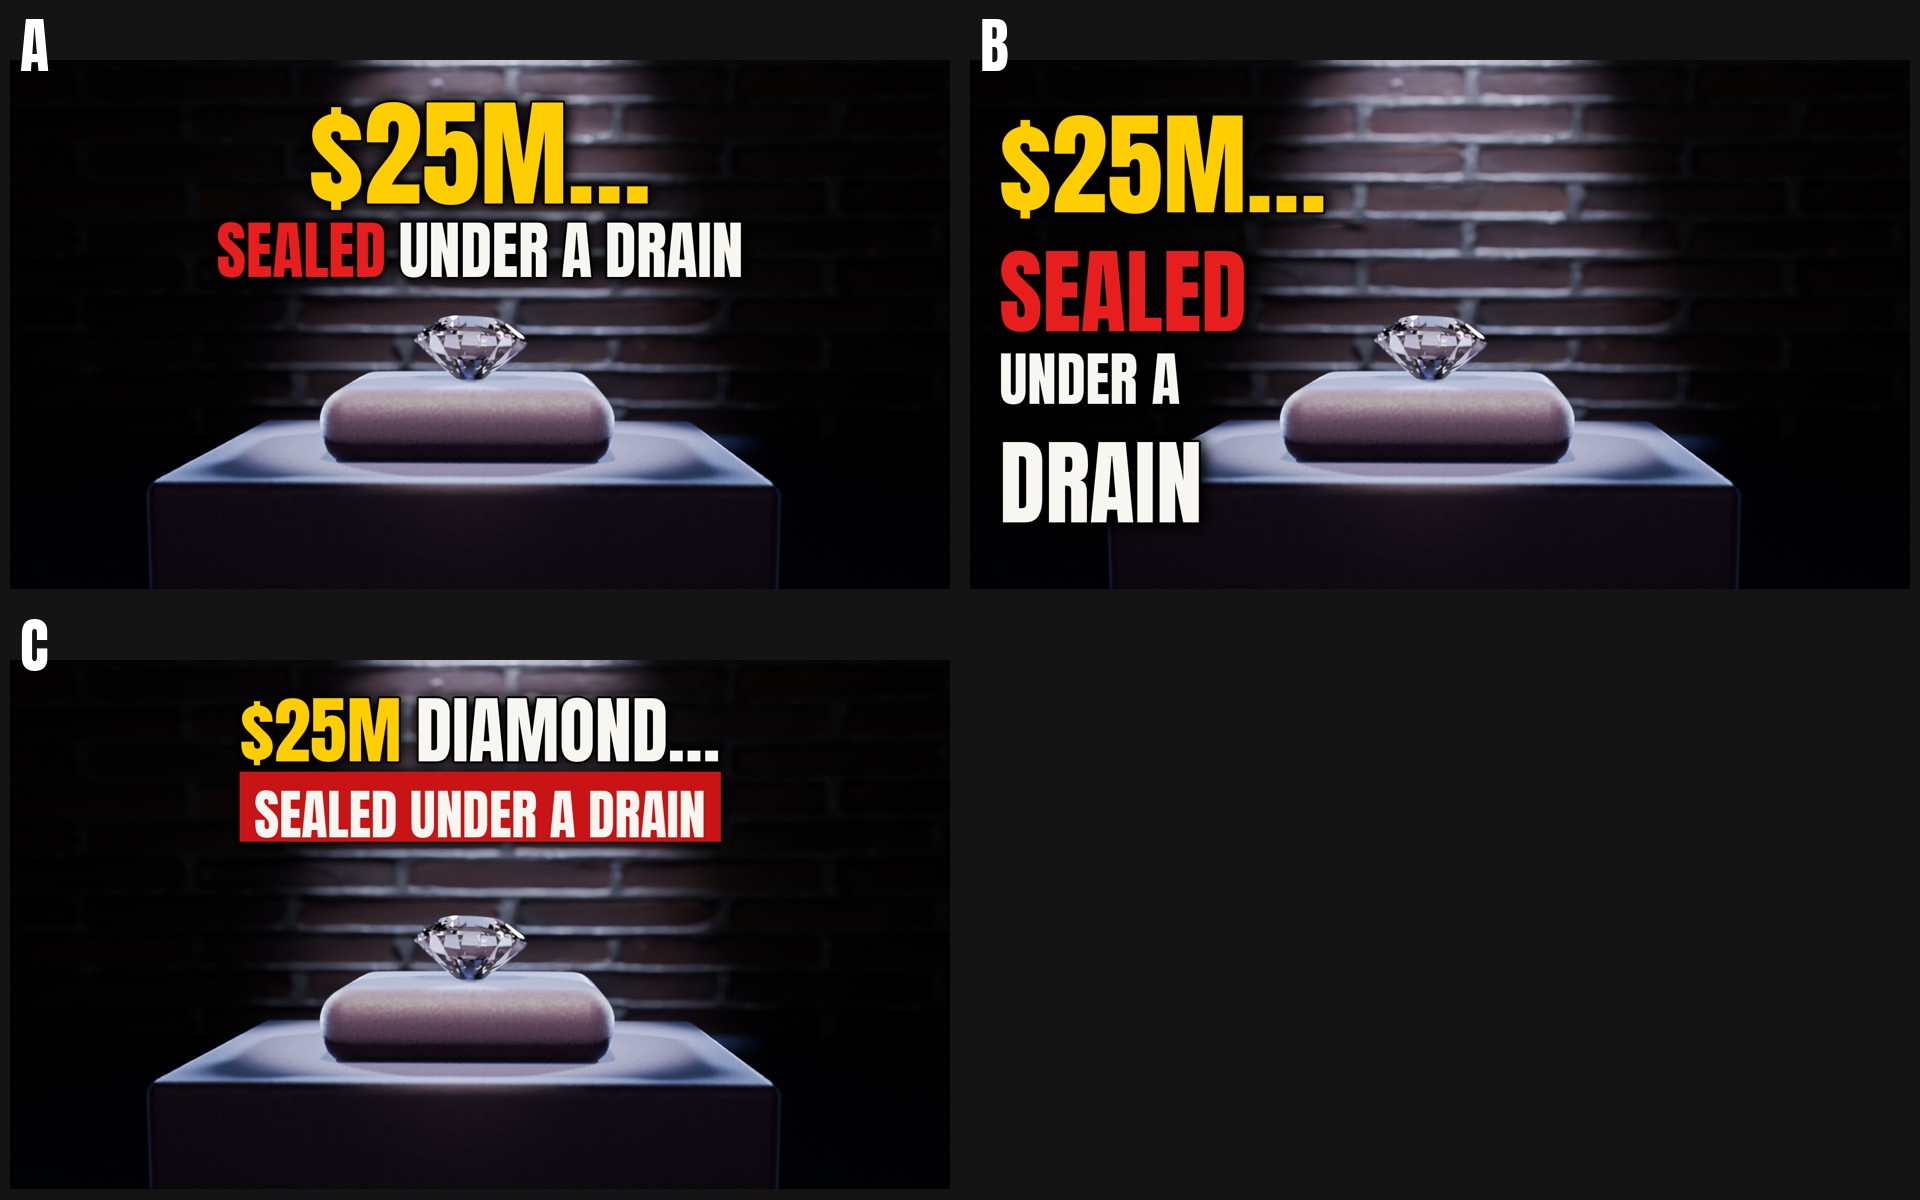 A
$25M...
SEALED UNDER A DRAIN
B
$25M...
SEALED
UNDER A
DRAIN
C
$25M DIAMOND...
SEALED UNDER A DRAIN